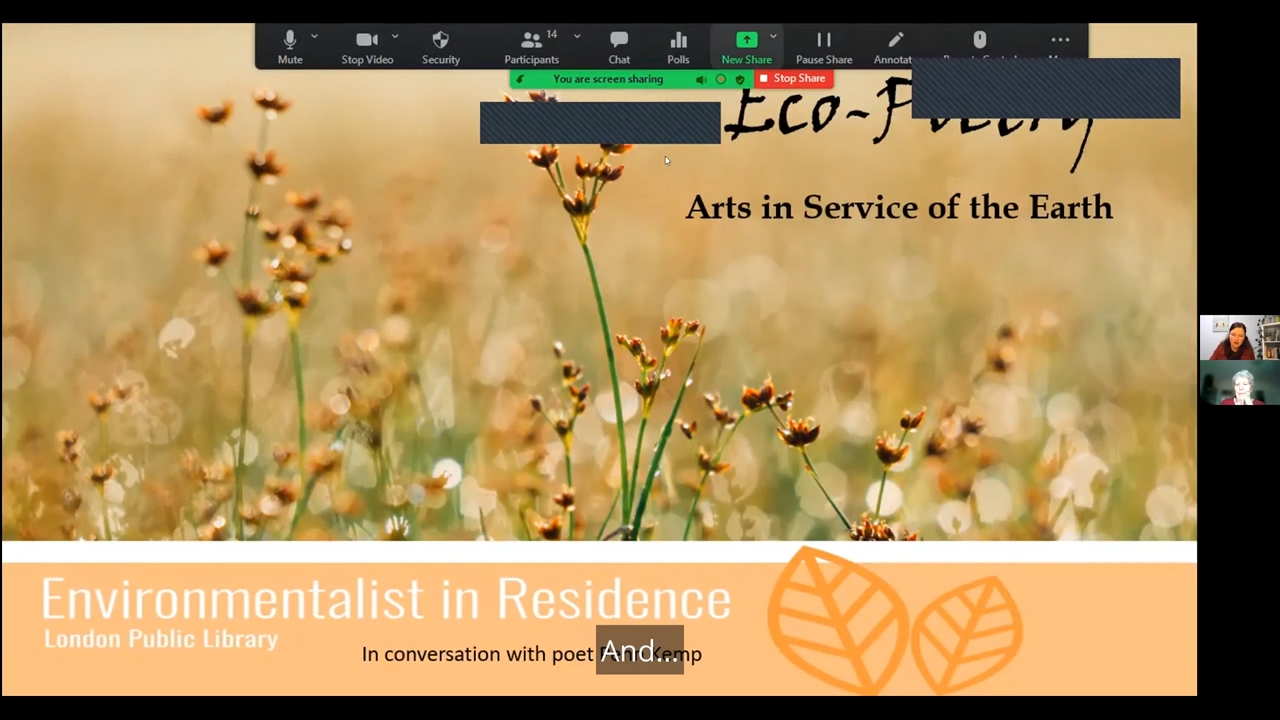 14
Mute
Stop Video
Security
Participants
Chat
Polls
New Share
Pause Share
Annotat
You are screen sharing
Stop Share
Eco-Poetry
Arts in Service of the Earth
Environmentalist in Residence
London Public Library
In conversation with poet
And...